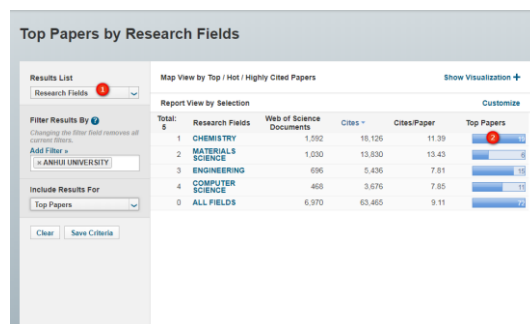 Top Papers by Research Fields
Results List
Research Fields
1
Filter Results By ?
Changing the filter field removes all current filters.
Add Filter »
× ANHUI UNIVERSITY
Include Results For
Top Papers
Clear Save Criteria
Map View by Top / Hot / Highly Cited Papers Show Visualization +
Report View by Selection Customize
Total: 5 Research Fields Web of Science Documents Cites Cites/Paper Top Papers
1 CHEMISTRY 1,592 18,126 11.39 2
2 MATERIALS SCIENCE 1,030 13,830 13.43 6
3 ENGINEERING 696 5,436 7.81 15
4 COMPUTER SCIENCE 468 3,676 7.85 11
0 ALL FIELDS 6,970 63,465 9.11 72